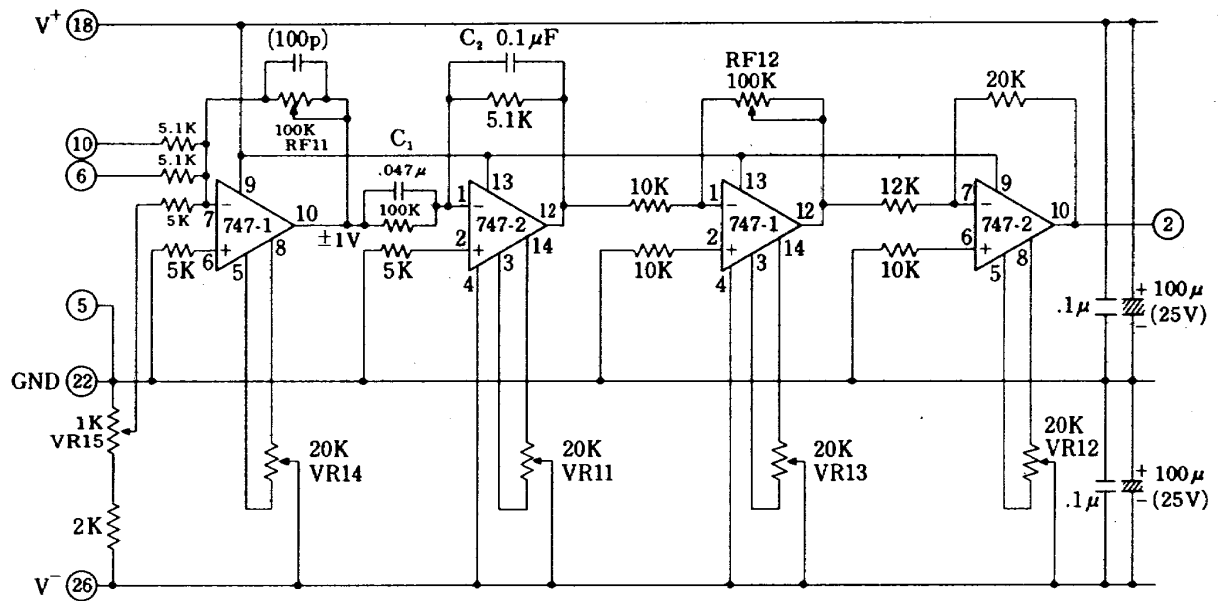 V⁺ 18
(100p)
C₂ 0.1μF
RF12
100K
20K
100K
RF11
5.1K
C₁
10
5.1K
6
5.1K
.047μ
9
13
13
9
5K
7
−
747-1
10
100K
1
−
747-2
12
10K
1
−
747-1
12
12K
7
−
747-2
10
2
±1V
+
6
5
8
5K
+
2
3
14
4
5K
+
2
3
14
4
10K
+
6
5
8
10K
5
.1μ
+ 100μ
− (25V)
GND 22
1K
VR15
20K
VR14
20K
VR11
20K
VR13
20K
VR12
.1μ
+ 100μ
− (25V)
2K
V⁻ 26